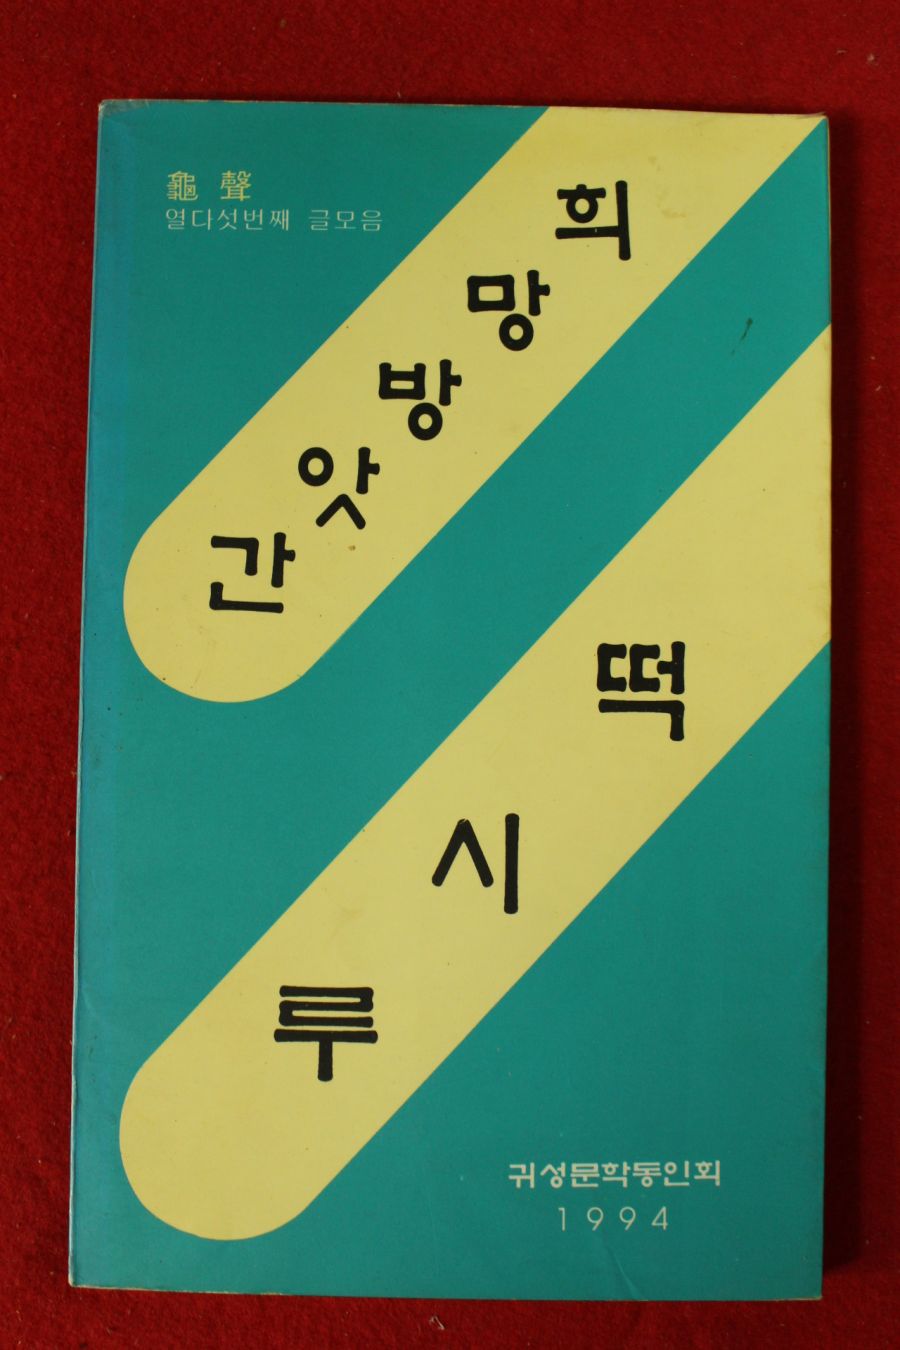 龜聲
열다섯번째 글모음
희망방앗간
떡시루
귀성문학동인회
1994